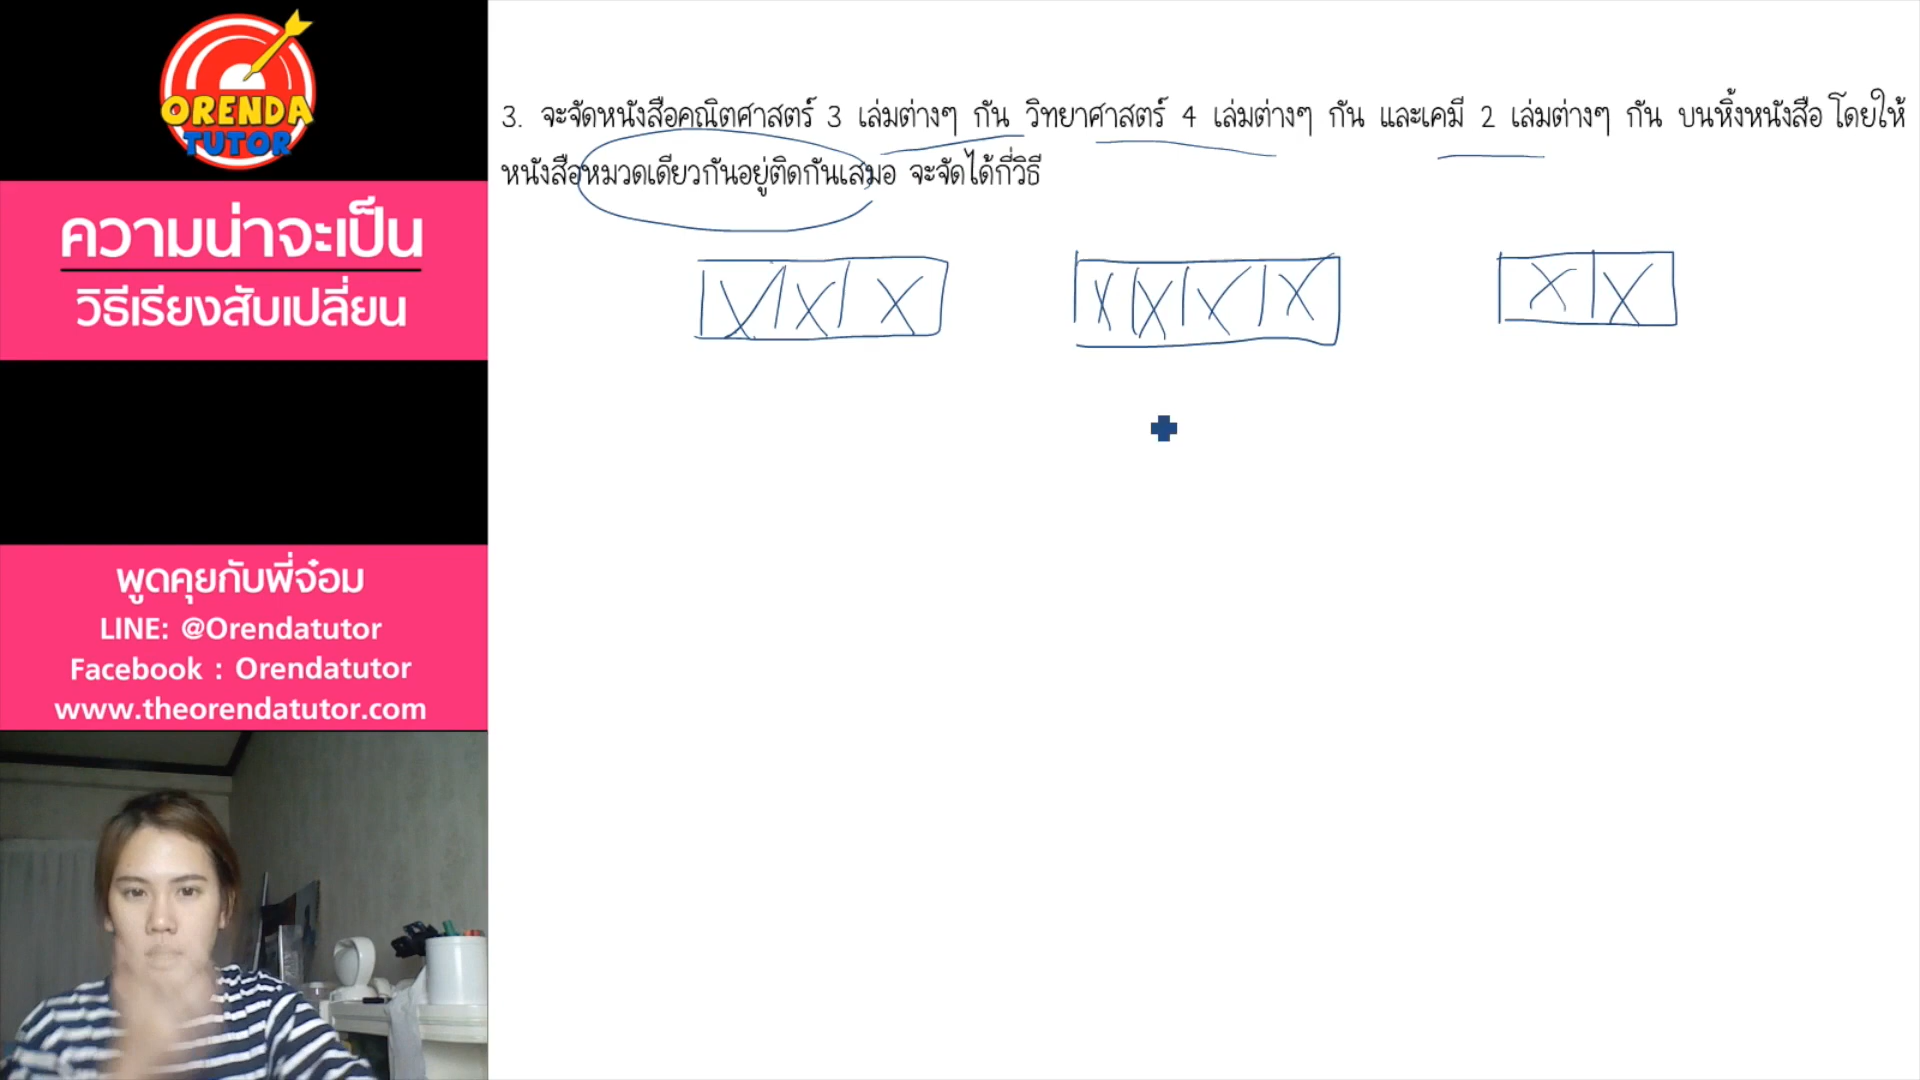 ORENDA
TUTOR
ความน่าจะเป็น
วิธีเรียงสับเปลี่ยน
พูดคุยกับพี่จ๋อม
LINE: @Orendatutor
Facebook : Orendatutor
www.theorendatutor.com
3. จะจัดหนังสือคณิตศาสตร์ 3 เล่มต่างๆ กัน วิทยาศาสตร์ 4 เล่มต่างๆ กัน และเคมี 2 เล่มต่างๆ กัน บนหิ้งหนังสือ โดยให้
หนังสือหมวดเดียวกันอยู่ติดกันเสมอ จะจัดได้กี่วิธี
X X X X X X X X X